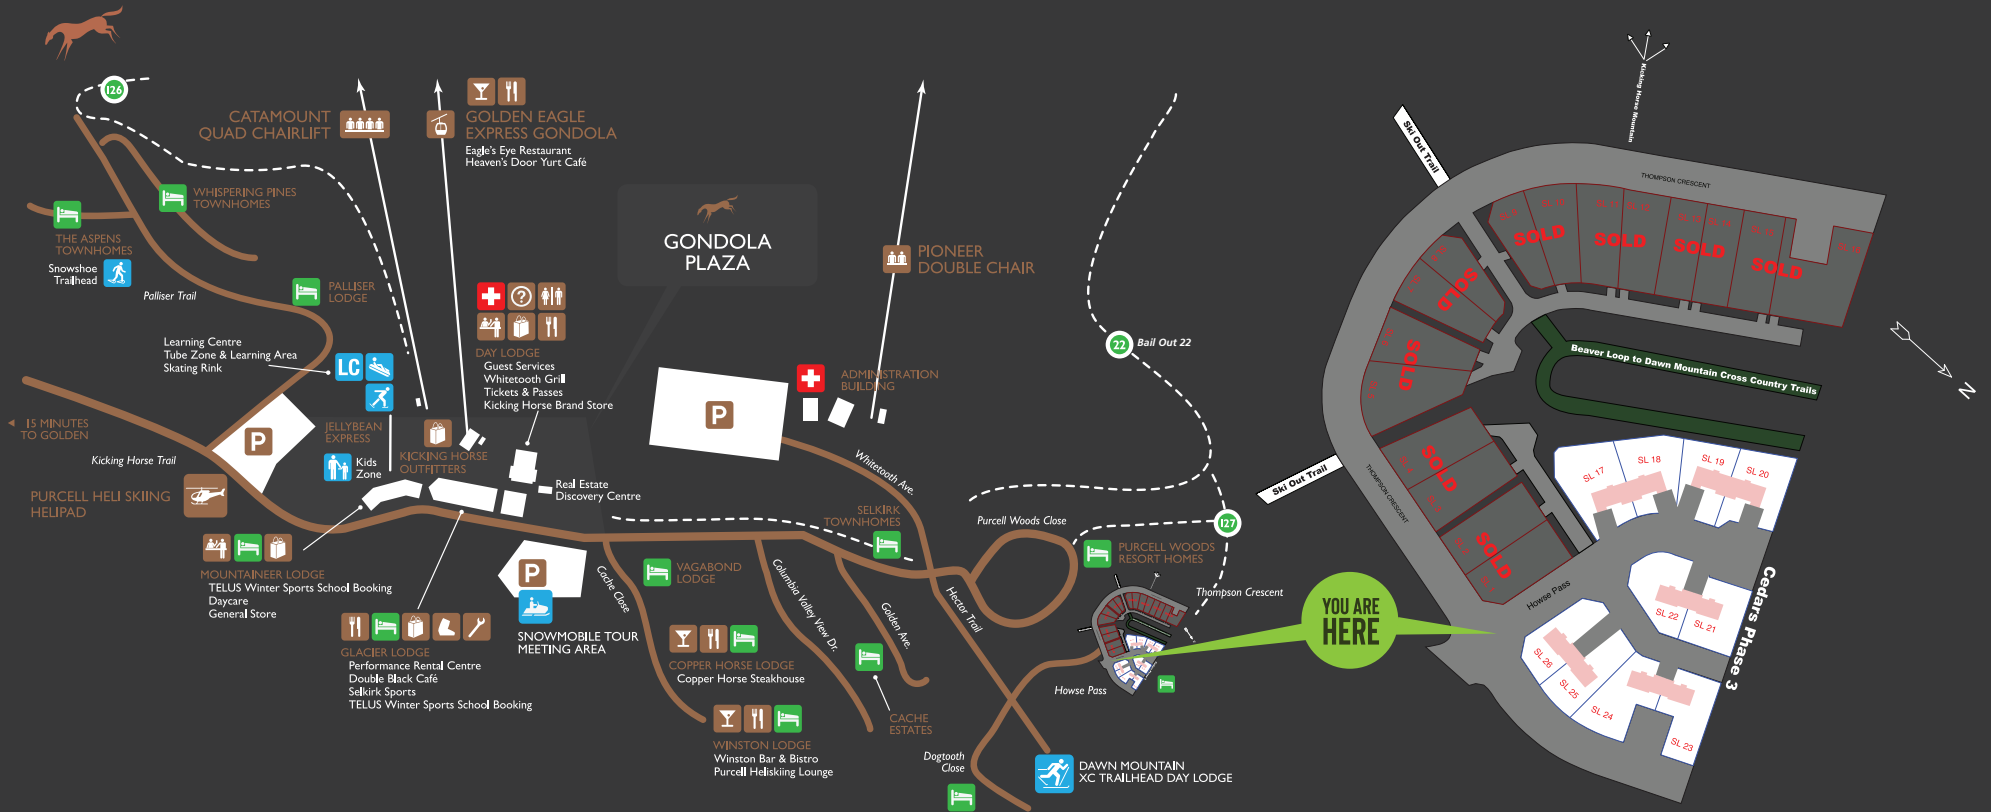 126
CATAMOUNT
QUAD CHAIRLIFT
GOLDEN EAGLE
EXPRESS GONDOLA
Eagle's Eye Restaurant
Heaven's Door Yurt Café
WHISPERING PINES
TOWNHOMES
THE ASPENS
TOWNHOMES
Snowshoe
Trailhead
Palliser Trail
PALLISER
LODGE
GONDOLA
PLAZA
PIONEER
DOUBLE CHAIR
22
Bail Out 22
Learning Centre
Tube Zone & Learning Area
Skating Rink
LC
DAY LODGE
Guest Services
Whitetooth Grill
Tickets & Passes
Kicking Horse Brand Store
ADMINISTRATION
BUILDING
P
P
15 MINUTES
TO GOLDEN
Kicking Horse Trail
JELLYBEAN
EXPRESS
Kids
Zone
KICKING HORSE
OUTFITTERS
PURCELL HELI SKIING
HELIPAD
Real Estate
Discovery Centre
Whitetooth Ave.
SELKIRK
TOWNHOMES
Purcell Woods Close
127
PURCELL WOODS
RESORT HOMES
Thompson Crescent
MOUNTAINEER LODGE
TELUS Winter Sports School Booking
Daycare
General Store
P
SNOWMOBILE TOUR
MEETING AREA
Cache Close
VAGABOND
LODGE
Columbia Valley View Dr.
Golden Ave.
Hector Trail
GLACIER LODGE
Performance Rental Centre
Double Black Café
Selkirk Sports
TELUS Winter Sports School Booking
COPPER HORSE LODGE
Copper Horse Steakhouse
WINSTON LODGE
Winston Bar & Bistro
Purcell Heliskiing Lounge
CACHE
ESTATES
Howse Pass
Dogtooth
Close
DAWN MOUNTAIN
XC TRAILHEAD DAY LODGE
YOU ARE
HERE
Kicking Horse Mountain
Ski Out Trail
THOMPSON CRESCENT
SOLD
SOLD
SOLD
SOLD
SOLD
SOLD
SOLD
SOLD
Beaver Loop to Dawn Mountain Cross Country Trails
N
Ski Out Trail
THOMPSON CRESCENT
Howse Pass
SL 17
SL 18
SL 19
SL 20
SL 22
SL 21
SL 26
SL 25
SL 24
SL 23
Cedars Phase 3